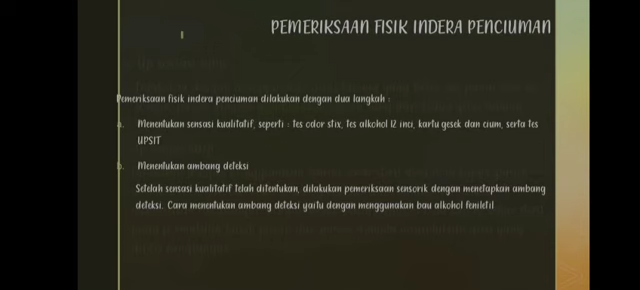 PEMERIKSAAN FISIK INDERA PENCIUMAN
Pemeriksaan fisik indera penciuman dilakukan dengan dua langkah :
a. Menentukan sensasi kualitatif, seperti : tes odor stix, tes alkohol 12 inci, kartu gesek dan cium, serta tes
UPSIT
b. Menentukan ambang deteksi
Setelah sensasi kualitatif telah ditentukan, dilakukan pemeriksaan sensorik dengan menetapkan ambang
deteksi. Cara menentukan ambang deteksi yaitu dengan menggunakan bau alkohol feniletil